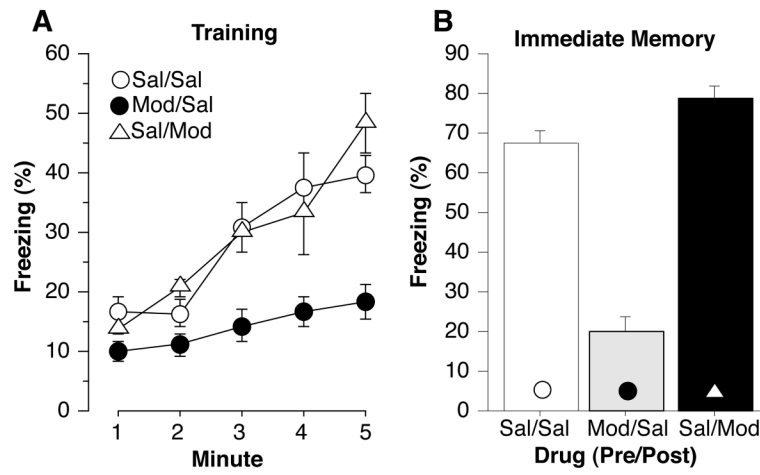 A
Training
60
50
40
30
20
10
0
Freezing (%)
Sal/Sal
Mod/Sal
Sal/Mod
1 2 3 4 5
Minute
B
Immediate Memory
90
80
70
60
50
40
30
20
10
0
Freezing (%)
Sal/Sal Mod/Sal Sal/Mod
Drug (Pre/Post)